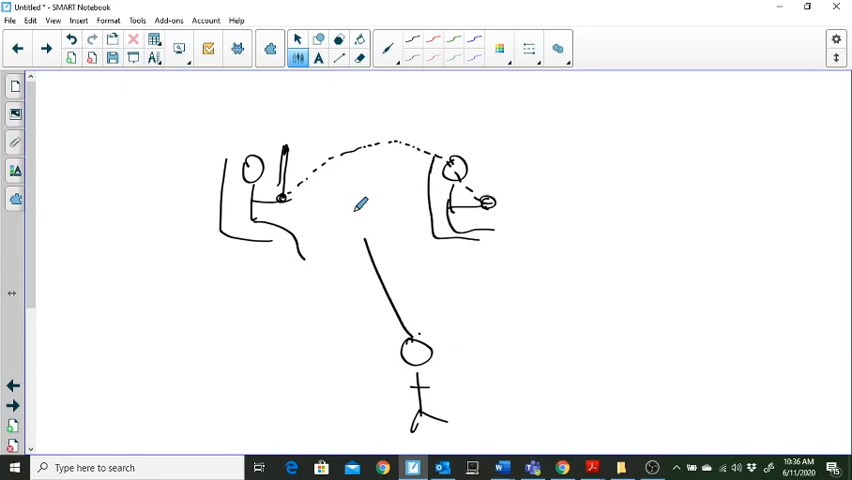 Untitled * - SMART Notebook
File Edit View Insert Format Tools Add-ons Account Help
Type here to search
10:36 AM
6/11/2020
15